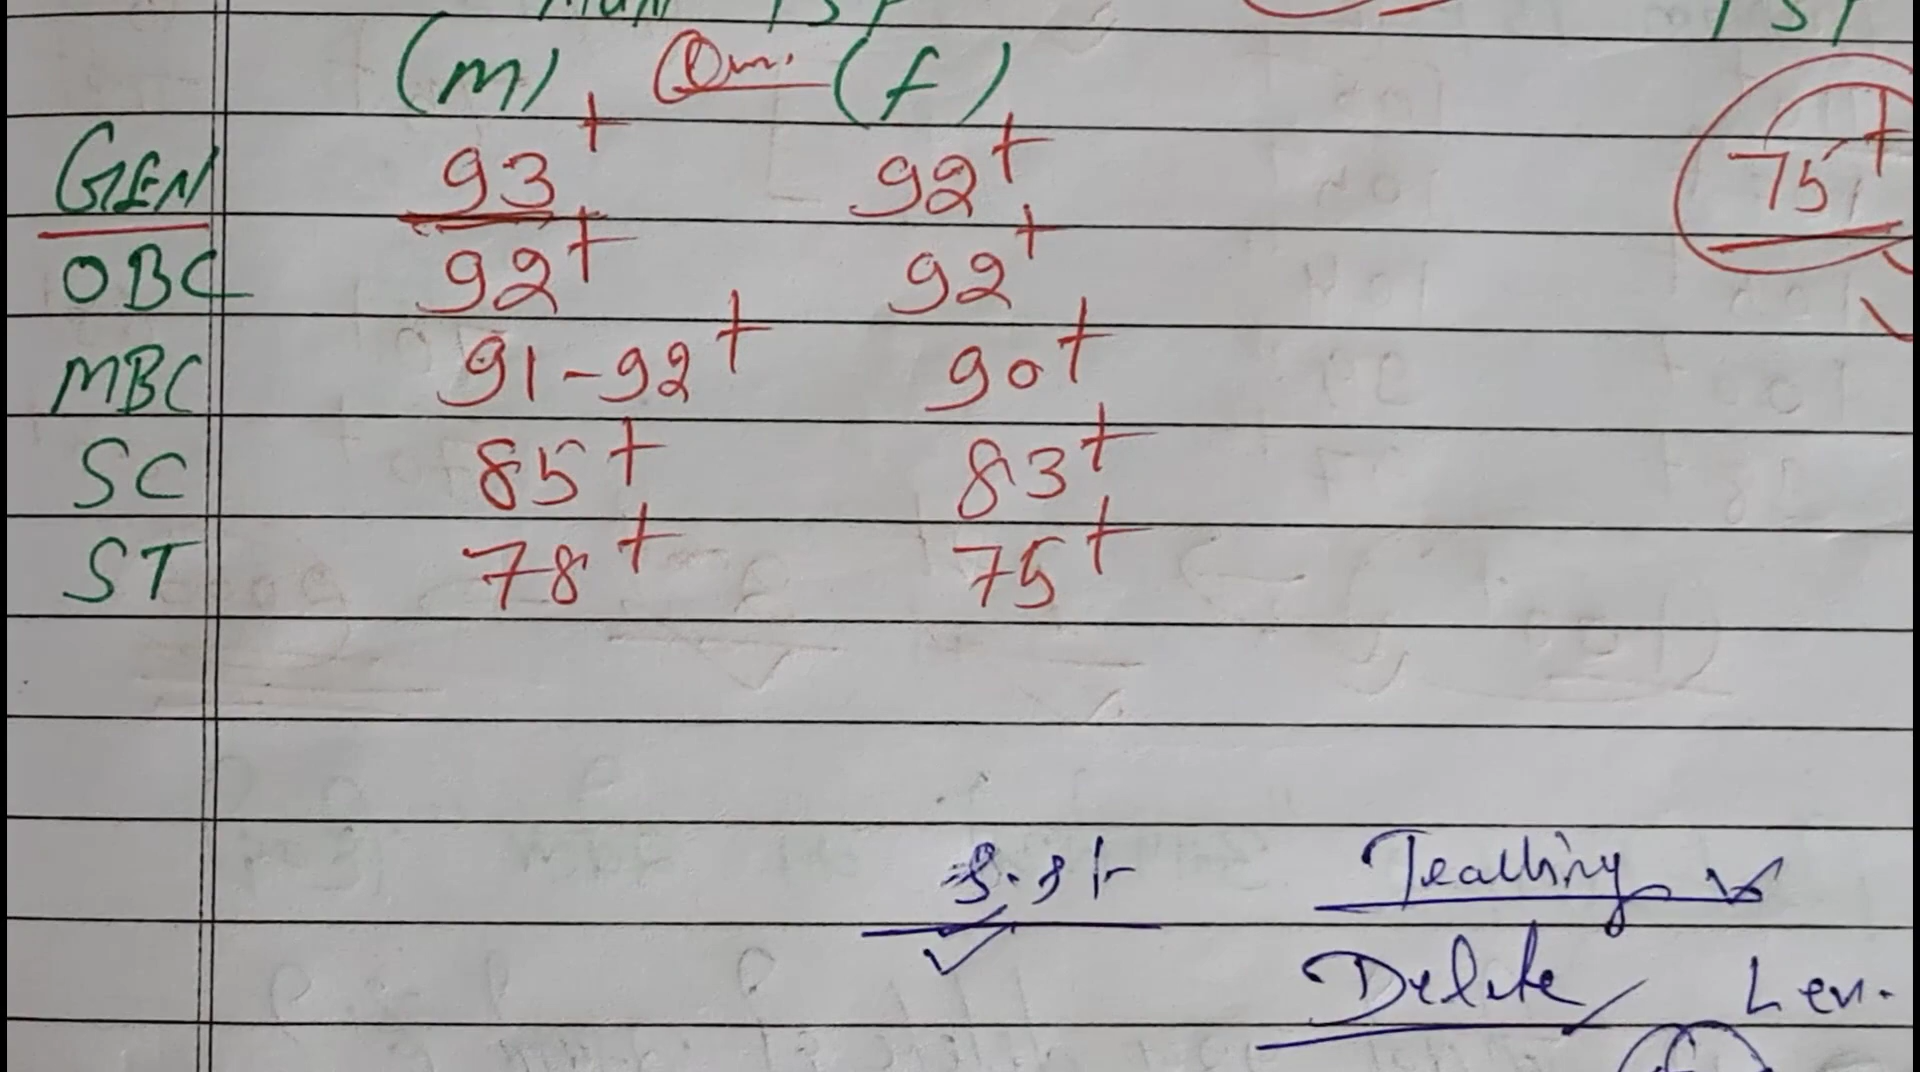 (m) (f)
GEN 93+ 92+ 75+
OBC 92+ 92+
MBC 91-92+ 90+
SC 85+ 83+
ST 78+ 75+
Teaching
Delete